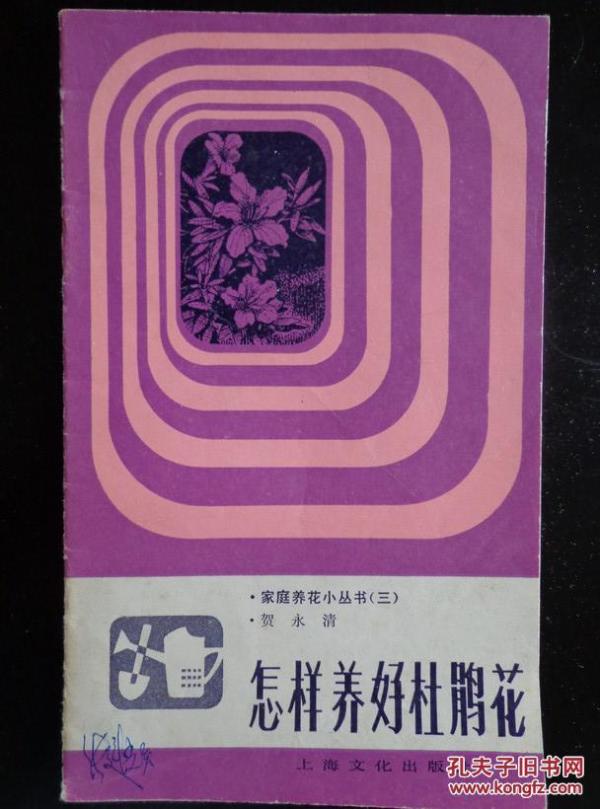 ·家庭养花小丛书(三)
·贺永清
怎样养好杜鹃花
上海文化出版
孔夫子旧书网
www.kongfz.com